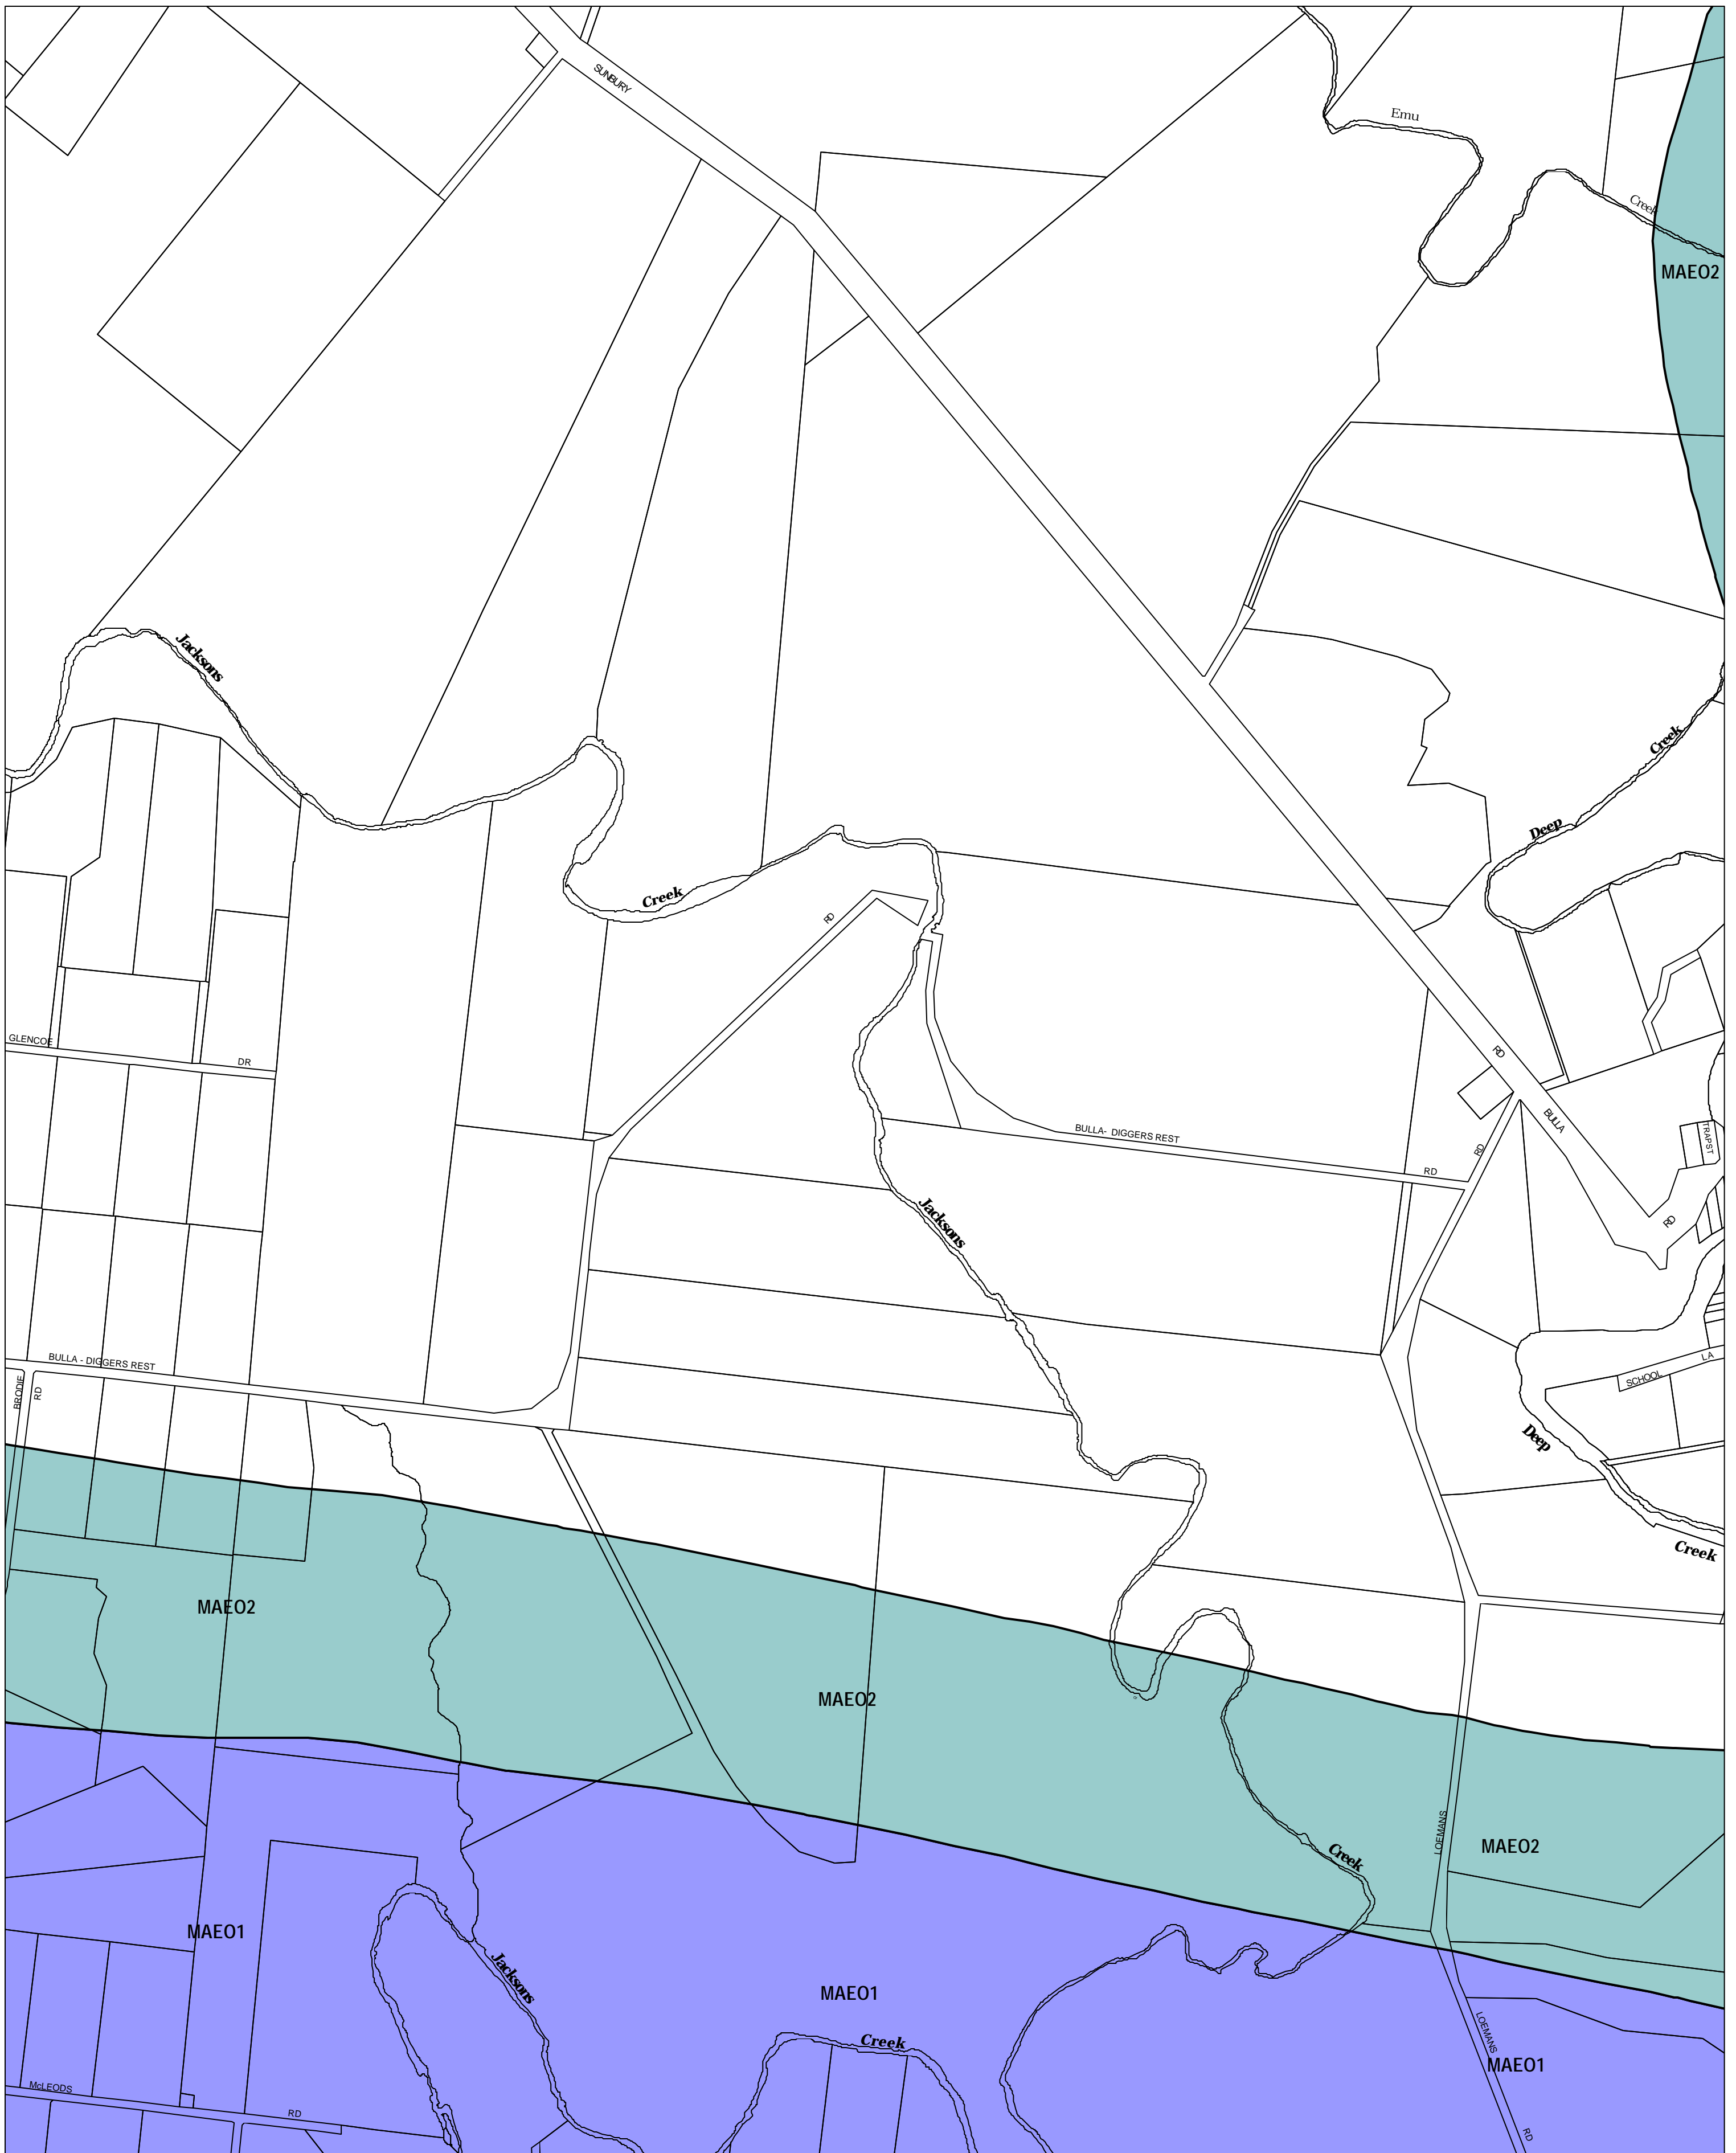 SUNBURY
Emu
Creek
MAEO2
Jacksons
Creek
Deep
Creek
RD
GLENCOE
DR
RD
BULLA
BULLA- DIGGERS REST
RD
RD
TRAPST
Jacksons
RD
BULLA - DIGGERS REST
BRODIE
RD
SCHOOL
LA
Deep
Creek
MAEO2
MAEO2
LOEMANS
MAEO2
Creek
MAEO1
Jacksons
MAEO1
Creek
LOEMANS
MAEO1
McLEODS
RD
RD